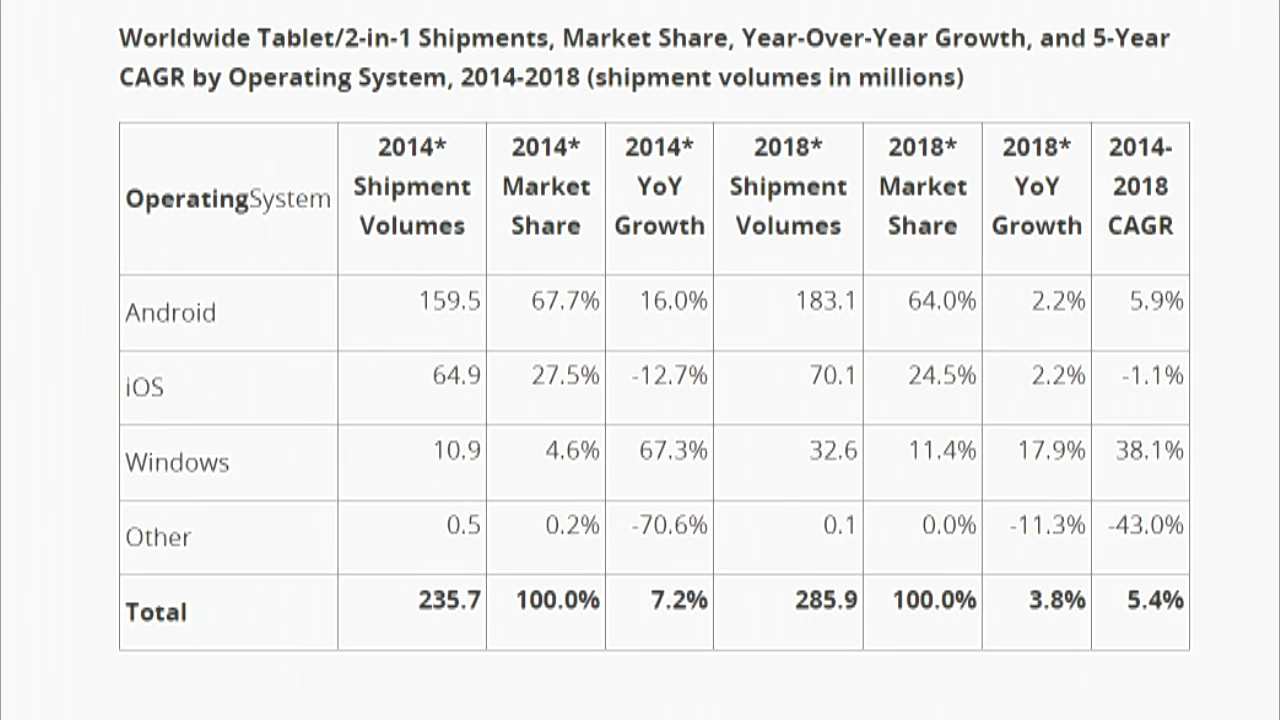 Worldwide Tablet/2-in-1 Shipments, Market Share, Year-Over-Year Growth, and 5-Year
CAGR by Operating System, 2014-2018 (shipment volumes in millions)
OperatingSystem 2014* Shipment Volumes 2014* Market Share 2014* YoY Growth 2018* Shipment Volumes 2018* Market Share 2018* YoY Growth 2014-2018 CAGR
Android 159.5 67.7% 16.0% 183.1 64.0% 2.2% 5.9%
iOS 64.9 27.5% -12.7% 70.1 24.5% 2.2% -1.1%
Windows 10.9 4.6% 67.3% 32.6 11.4% 17.9% 38.1%
Other 0.5 0.2% -70.6% 0.1 0.0% -11.3% -43.0%
Total 235.7 100.0% 7.2% 285.9 100.0% 3.8% 5.4%